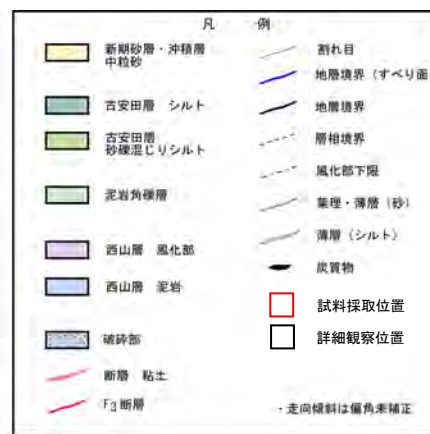 凡 例
新期砂層・沖積層
中粒砂
古安田層 シルト
古安田層
砂礫混じりシルト
泥岩角礫層
西山層 風化部
西山層 泥岩
破砕部
断層 粘土
F3断層
割れ目
地層境界(すべり面
地層境界
層相境界
風化部下限
葉理・薄層(砂)
薄層(シルト)
炭質物
試料採取位置
詳細観察位置
・走向傾斜は偏角未補正